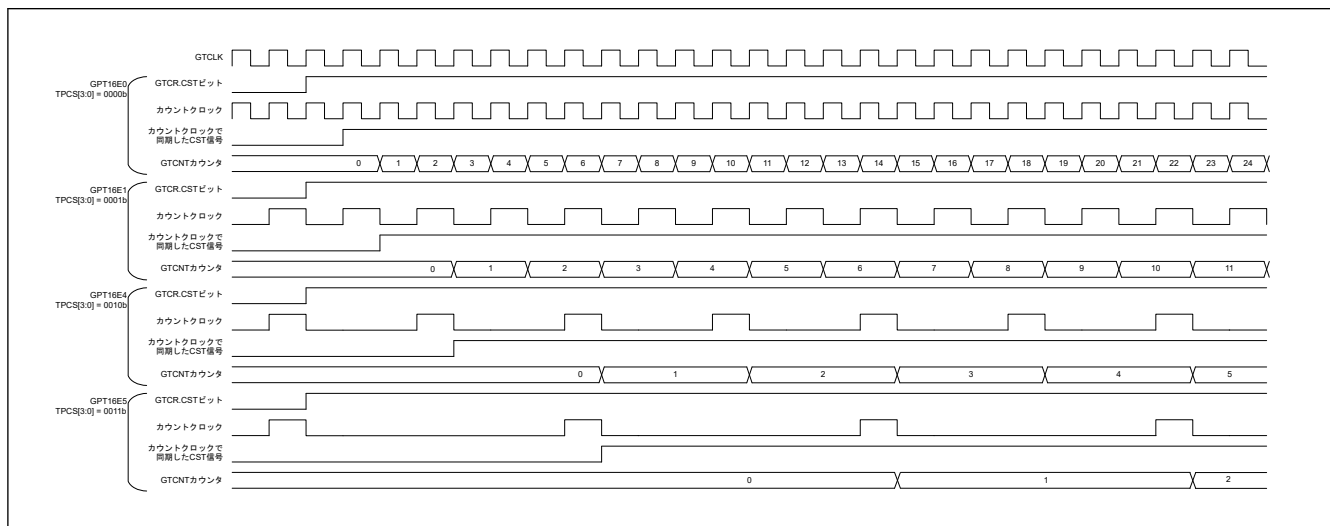 GTCLK
GPT16E0
TPCS[3:0] = 0000b
GTCR.CSTビット
カウントクロック
カウントクロックで
同期したCST信号
GTCNTカウンタ
0 1 2 3 4 5 6 7 8 9 10 11 12 13 14 15 16 17 18 19 20 21 22 23 24
GPT16E1
TPCS[3:0] = 0001b
GTCR.CSTビット
カウントクロック
カウントクロックで
同期したCST信号
GTCNTカウンタ
0 1 2 3 4 5 6 7 8 9 10 11
GPT16E4
TPCS[3:0] = 0010b
GTCR.CSTビット
カウントクロック
カウントクロックで
同期したCST信号
GTCNTカウンタ
0 1 2 3 4 5
GPT16E5
TPCS[3:0] = 0011b
GTCR.CSTビット
カウントクロック
カウントクロックで
同期したCST信号
GTCNTカウンタ
0 1 2